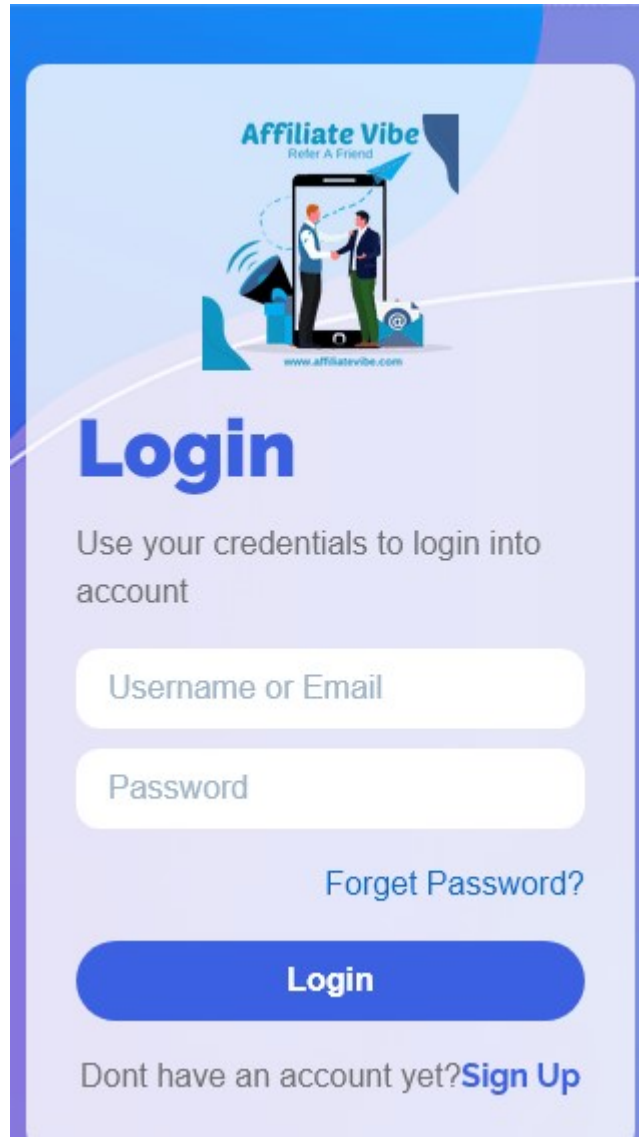 Affiliate Vibe
Refer A Friend
@
www.affiliatevibe.com
Login
Use your credentials to login into
account
Username or Email
Password
Forget Password?
Login
Dont have an account yet?Sign Up